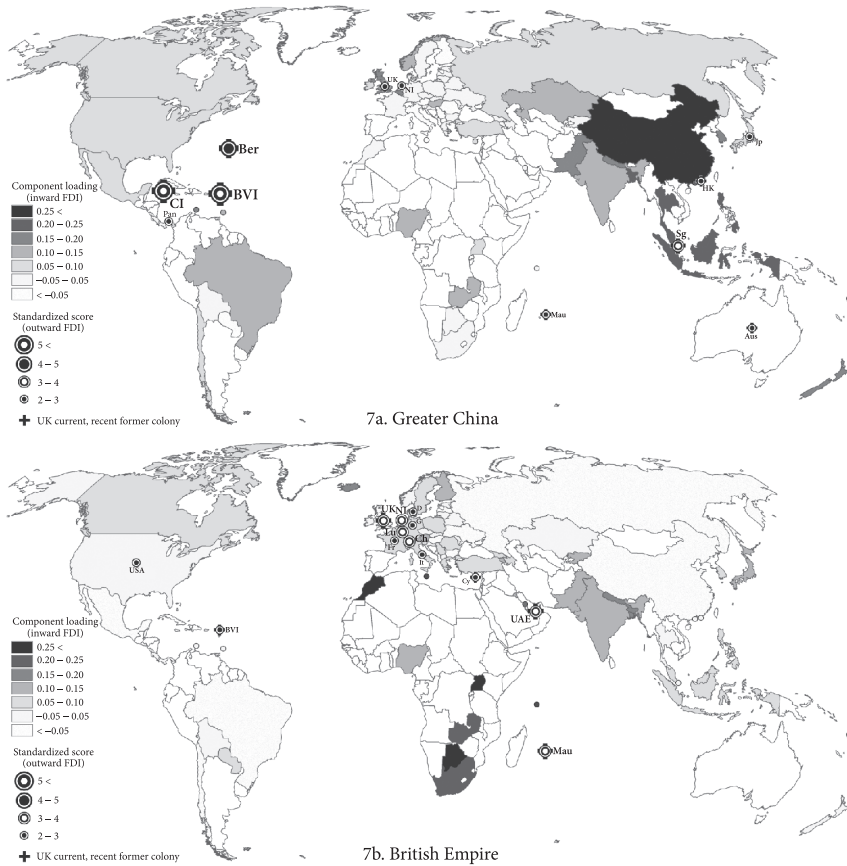 Ber
CI
BVI
Pan
UK
Nl
Jp
HK
Sg
Mau
Aus
Component loading
(inward FDI)
0.25 <
0.20 – 0.25
0.15 – 0.20
0.10 – 0.15
0.05 – 0.10
−0.05 – 0.05
< −0.05
Standardized score
(outward FDI)
5 <
4 – 5
3 – 4
2 – 3
UK current, recent former colony
7a. Greater China
USA
BVI
UK
Nl
Lu
Ch
Fr
It
Cy
UAE
Mau
Component loading
(inward FDI)
0.25 <
0.20 – 0.25
0.15 – 0.20
0.10 – 0.15
0.05 – 0.10
−0.05 – 0.05
< −0.05
Standardized score
(outward FDI)
5 <
4 – 5
3 – 4
2 – 3
UK current, recent former colony
7b. British Empire